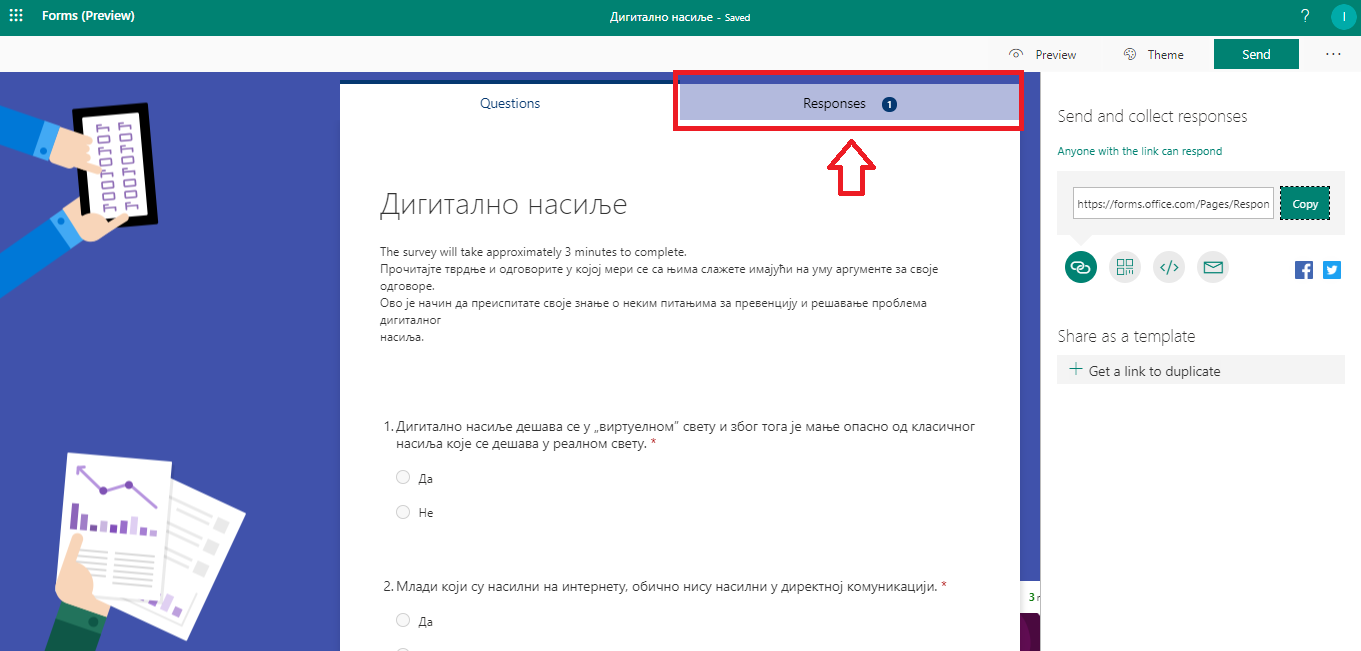 Forms (Preview)
Дигитално насиље - Saved
?
I
Preview
Theme
Send
...
Questions
Responses 1
Send and collect responses
Anyone with the link can respond
https://forms.office.com/Pages/Respon
Copy
Дигитално насиље
The survey will take approximately 3 minutes to complete.
Прочитајте тврдње и одговорите у којој мери се са њима слажете имајући на уму аргументе за своје
одговоре.
Ово је начин да преиспитате своје знање о неким питањима за превенцију и решавање проблема
дигиталног
насиља.
Share as a template
+ Get a link to duplicate
1. Дигитално насиље дешава се у „виртуелном” свету и због тога је мање опасно од класичног
насиља које се дешава у реалном свету. *
Да
Не
2. Млади који су насилни на интернету, обично нису насилни у директној комуникацији. *
3
Да